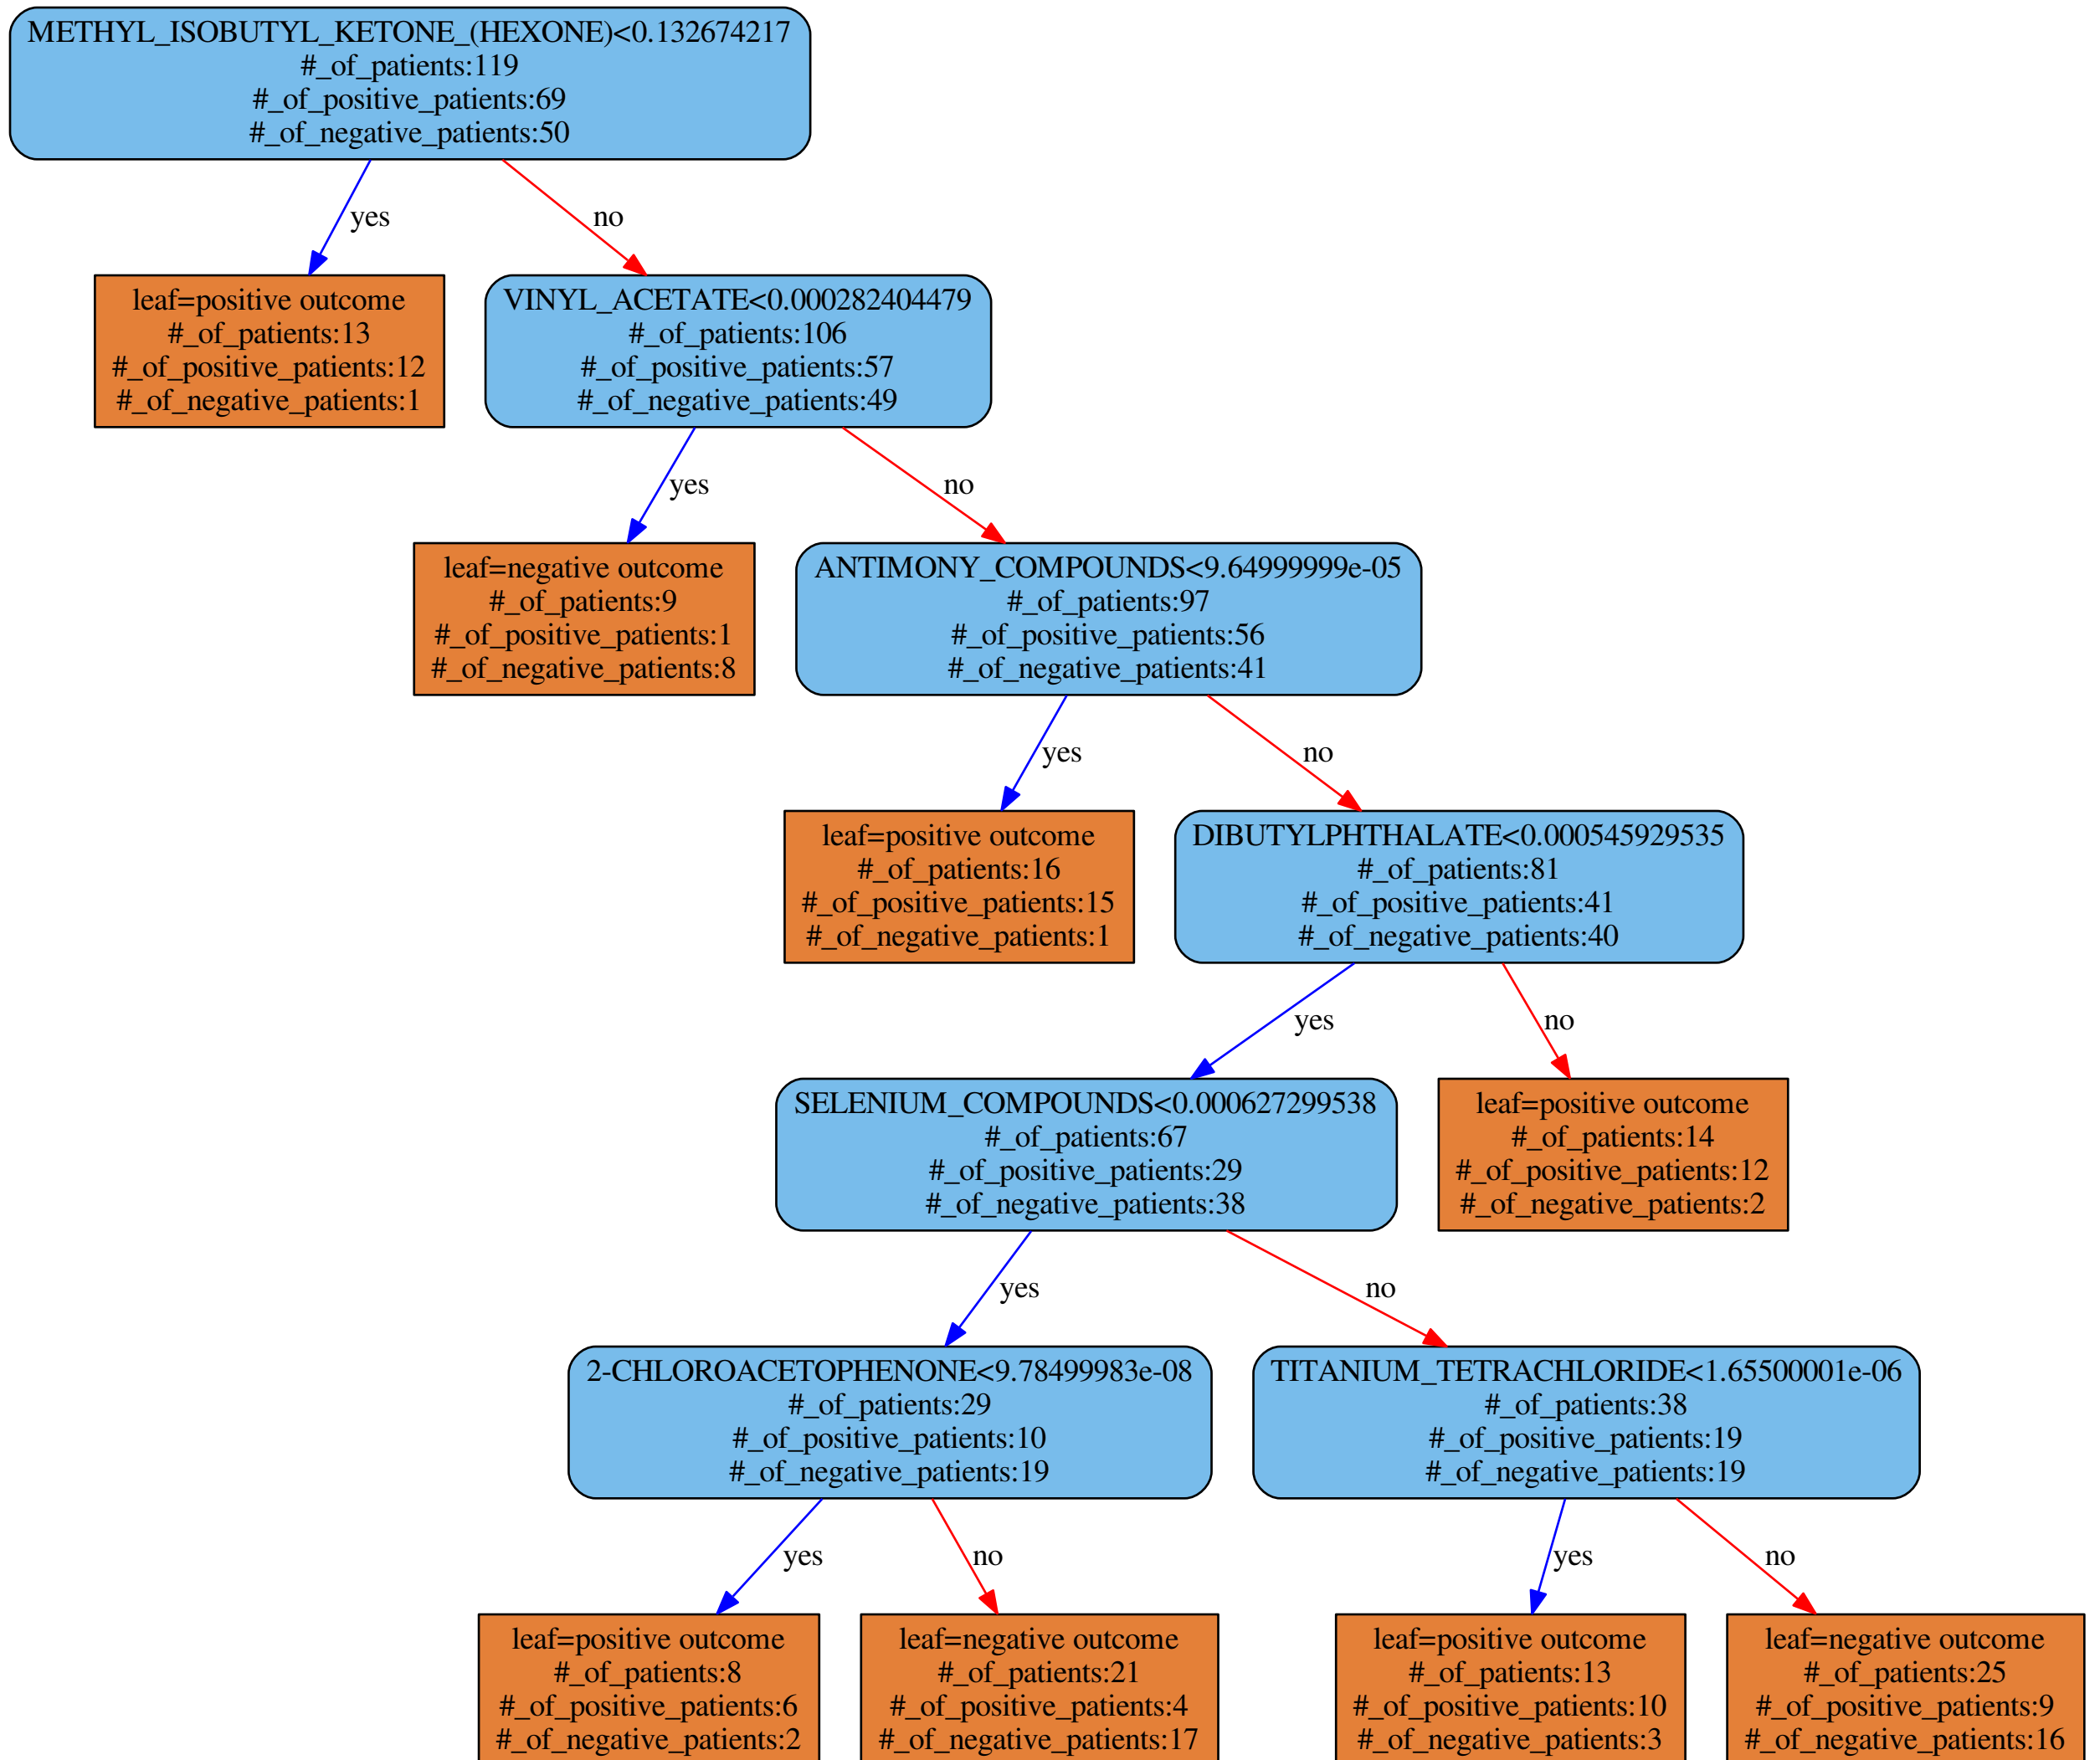 METHYL_ISOBUTYL_KETONE_(HEXONE)<0.132674217
#_of_patients:119
#_of_positive_patients:69
#_of_negative_patients:50
yes
no
leaf=positive outcome
#_of_patients:13
#_of_positive_patients:12
#_of_negative_patients:1
VINYL_ACETATE<0.000282404479
#_of_patients:106
#_of_positive_patients:57
#_of_negative_patients:49
yes
no
leaf=negative outcome
#_of_patients:9
#_of_positive_patients:1
#_of_negative_patients:8
ANTIMONY_COMPOUNDS<9.64999999e-05
#_of_patients:97
#_of_positive_patients:56
#_of_negative_patients:41
yes
no
leaf=positive outcome
#_of_patients:16
#_of_positive_patients:15
#_of_negative_patients:1
DIBUTYLPHTHALATE<0.000545929535
#_of_patients:81
#_of_positive_patients:41
#_of_negative_patients:40
yes
no
SELENIUM_COMPOUNDS<0.000627299538
#_of_patients:67
#_of_positive_patients:29
#_of_negative_patients:38
leaf=positive outcome
#_of_patients:14
#_of_positive_patients:12
#_of_negative_patients:2
yes
no
2-CHLOROACETOPHENONE<9.78499983e-08
#_of_patients:29
#_of_positive_patients:10
#_of_negative_patients:19
TITANIUM_TETRACHLORIDE<1.65500001e-06
#_of_patients:38
#_of_positive_patients:19
#_of_negative_patients:19
yes
no
yes
no
leaf=positive outcome
#_of_patients:8
#_of_positive_patients:6
#_of_negative_patients:2
leaf=negative outcome
#_of_patients:21
#_of_positive_patients:4
#_of_negative_patients:17
leaf=positive outcome
#_of_patients:13
#_of_positive_patients:10
#_of_negative_patients:3
leaf=negative outcome
#_of_patients:25
#_of_positive_patients:9
#_of_negative_patients:16